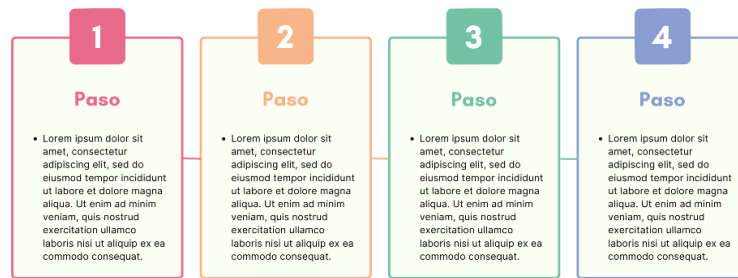 1
Paso
• Lorem ipsum dolor sit
amet, consectetur
adipiscing elit, sed do
eiusmod tempor incididunt
ut labore et dolore magna
aliqua. Ut enim ad minim
veniam, quis nostrud
exercitation ullamco
laboris nisi ut aliquip ex ea
commodo consequat.
2
Paso
• Lorem ipsum dolor sit
amet, consectetur
adipiscing elit, sed do
eiusmod tempor incididunt
ut labore et dolore magna
aliqua. Ut enim ad minim
veniam, quis nostrud
exercitation ullamco
laboris nisi ut aliquip ex ea
commodo consequat.
3
Paso
• Lorem ipsum dolor sit
amet, consectetur
adipiscing elit, sed do
eiusmod tempor incididunt
ut labore et dolore magna
aliqua. Ut enim ad minim
veniam, quis nostrud
exercitation ullamco
laboris nisi ut aliquip ex ea
commodo consequat.
4
Paso
• Lorem ipsum dolor sit
amet, consectetur
adipiscing elit, sed do
eiusmod tempor incididunt
ut labore et dolore magna
aliqua. Ut enim ad minim
veniam, quis nostrud
exercitation ullamco
laboris nisi ut aliquip ex ea
commodo consequat.